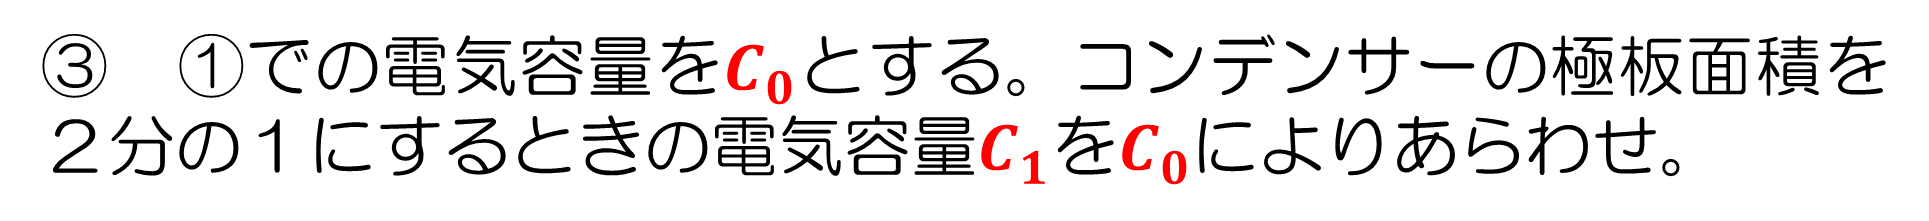 ③　①での電気容量をC₀とする。コンデンサーの極板面積を
２分の１にするときの電気容量C₁をC₀によりあらわせ。